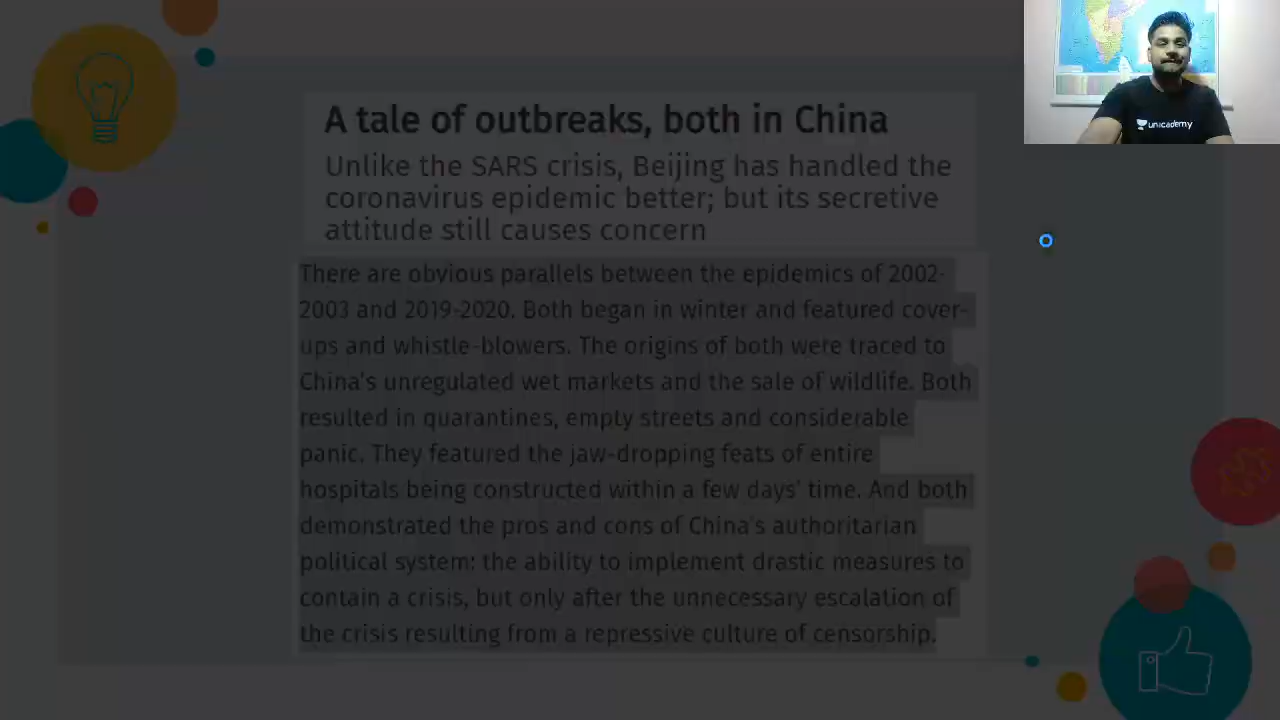 A tale of outbreaks, both in China
Unlike the SARS crisis, Beijing has handled the
coronavirus epidemic better; but its secretive
attitude still causes concern
There are obvious parallels between the epidemics of 2002-
2003 and 2019-2020. Both began in winter and featured cover-
ups and whistle-blowers. The origins of both were traced to
China's unregulated wet markets and the sale of wildlife. Both
resulted in quarantines, empty streets and considerable
panic. They featured the jaw-dropping feats of entire
hospitals being constructed within a few days' time. And both
demonstrated the pros and cons of China's authoritarian
political system: the ability to implement drastic measures to
contain a crisis, but only after the unnecessary escalation of
the crisis resulting from a repressive culture of censorship.
unacademy